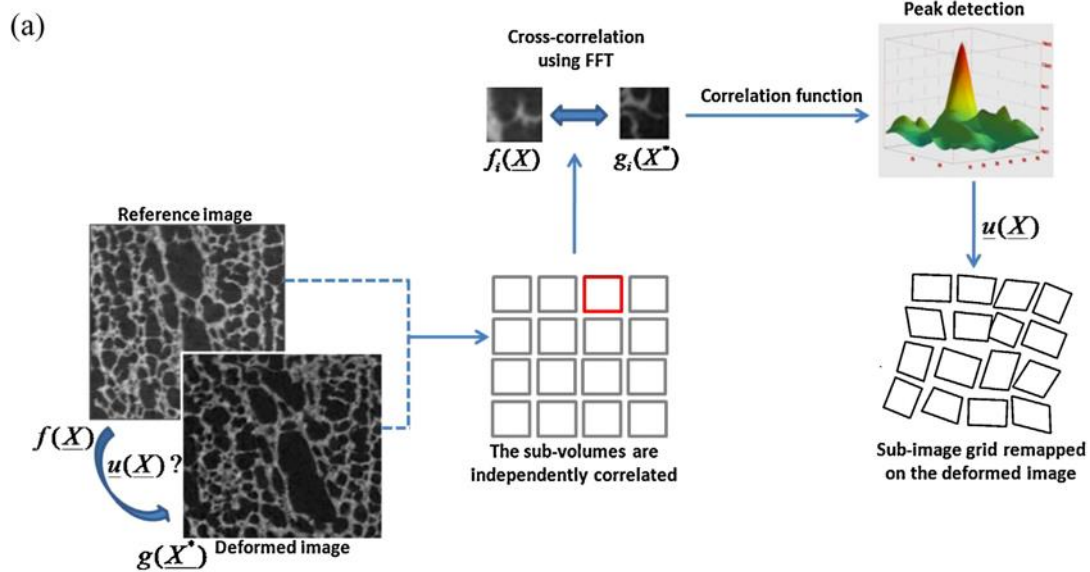 (a)
Peak detection
Cross-correlation
using FFT
Correlation function
fᵢ(X)
gᵢ(X*)
u(X)
Reference image
f(X)
u(X) ?
g(X*)
Deformed image
The sub-volumes are
independently correlated
Sub-image grid remapped
on the deformed image